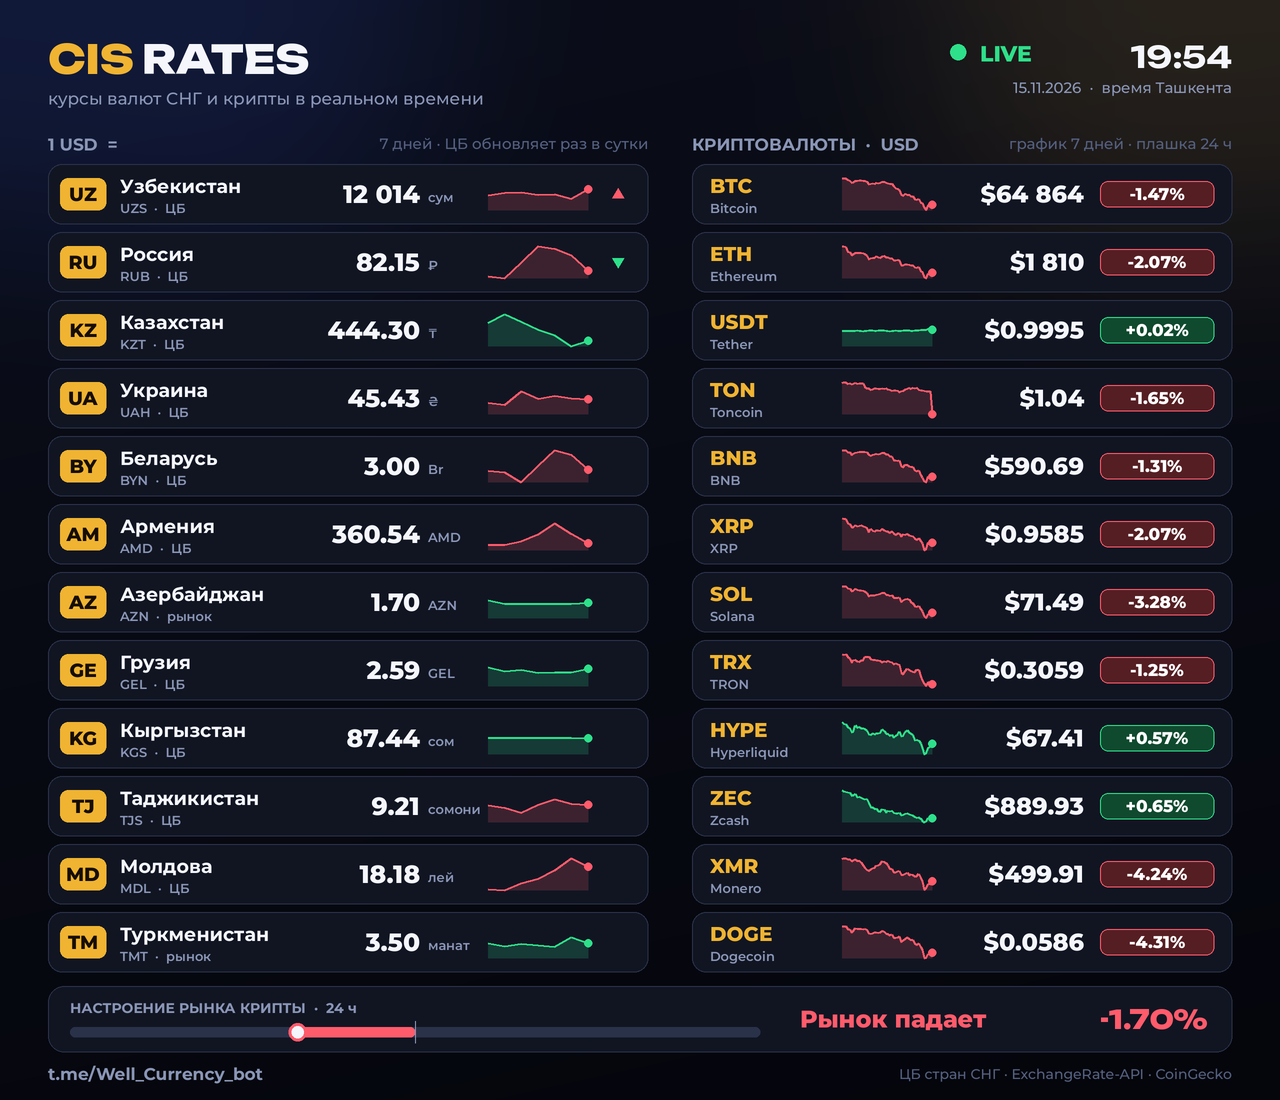 CIS RATES
курсы валют СНГ и крипты в реальном времени
LIVE 19:54
15.11.2026 · время Ташкента
1 USD = 7 дней · ЦБ обновляет раз в сутки
UZ Узбекистан 12 014 сум
UZS · ЦБ
RU Россия 82.15 ₽
RUB · ЦБ
KZ Казахстан 444.30 ₸
KZT · ЦБ
UA Украина 45.43 ₴
UAH · ЦБ
BY Беларусь 3.00 Br
BYN · ЦБ
AM Армения 360.54 AMD
AMD · ЦБ
AZ Азербайджан 1.70 AZN
AZN · рынок
GE Грузия 2.59 GEL
GEL · ЦБ
KG Кыргызстан 87.44 сом
KGS · ЦБ
TJ Таджикистан 9.21 сомони
TJS · ЦБ
MD Молдова 18.18 лей
MDL · ЦБ
TM Туркменистан 3.50 манат
TMT · рынок
КРИПТОВАЛЮТЫ · USD график 7 дней · плашка 24 ч
BTC $64 864 -1.47%
Bitcoin
ETH $1 810 -2.07%
Ethereum
USDT $0.9995 +0.02%
Tether
TON $1.04 -1.65%
Toncoin
BNB $590.69 -1.31%
BNB
XRP $0.9585 -2.07%
XRP
SOL $71.49 -3.28%
Solana
TRX $0.3059 -1.25%
TRON
HYPE $67.41 +0.57%
Hyperliquid
ZEC $889.93 +0.65%
Zcash
XMR $499.91 -4.24%
Monero
DOGE $0.0586 -4.31%
Dogecoin
НАСТРОЕНИЕ РЫНКА КРИПТЫ · 24 ч
Рынок падает -1.70%
t.me/Well_Currency_bot
ЦБ стран СНГ · ExchangeRate-API · CoinGecko